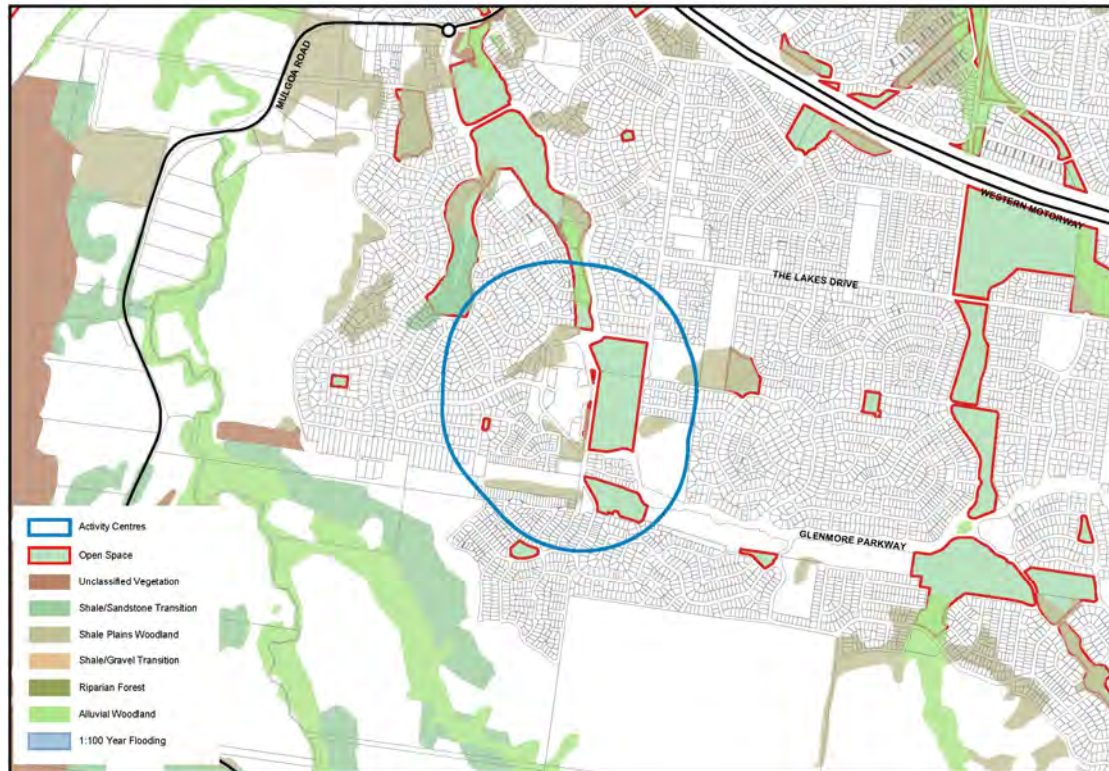 MULGOA ROAD
WESTERN MOTORWAY
THE LAKES DRIVE
GLENMORE PARKWAY
Activity Centres
Open Space
Unclassified Vegetation
Shale/Sandstone Transition
Shale Plains Woodland
Shale/Gravel Transition
Riparian Forest
Alluvial Woodland
1:100 Year Flooding